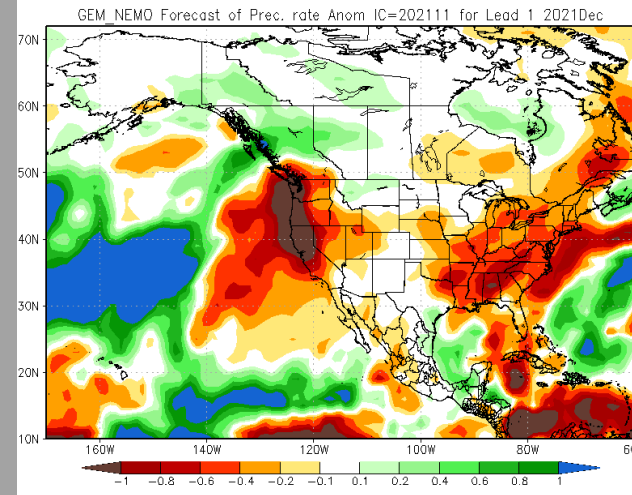 GEM_NEMO Forecast of Prec. rate Anom IC=202111 for Lead 1 2021Dec
70N
60N
50N
40N
30N
20N
10N
160W 140W 120W 100W 80W 60
-1 -0.8 -0.6 -0.4 -0.2 -0.1 0.1 0.2 0.4 0.6 0.8 1